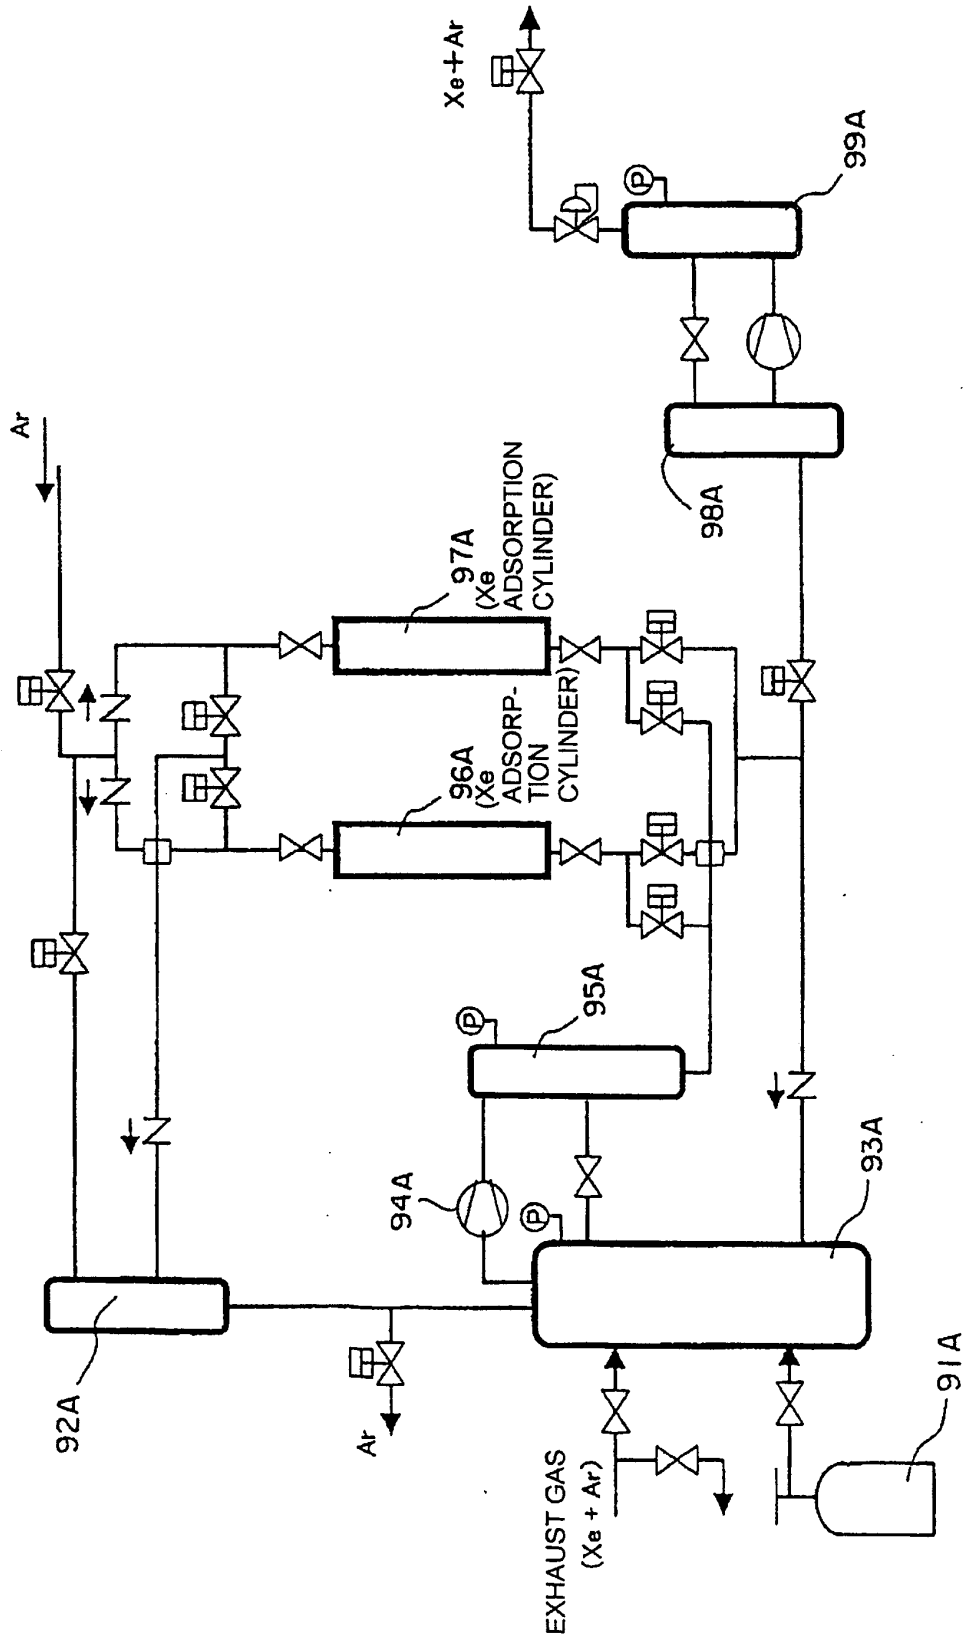 Ar
92A
Ar
EXHAUST GAS
(Xe + Ar)
91A
93A
P
94A
P
95A
96A
(Xe
ADSORP-
TION
CYLINDER)
97A
(Xe
ADSORPTION
CYLINDER)
98A
99A
P
Xe+Ar